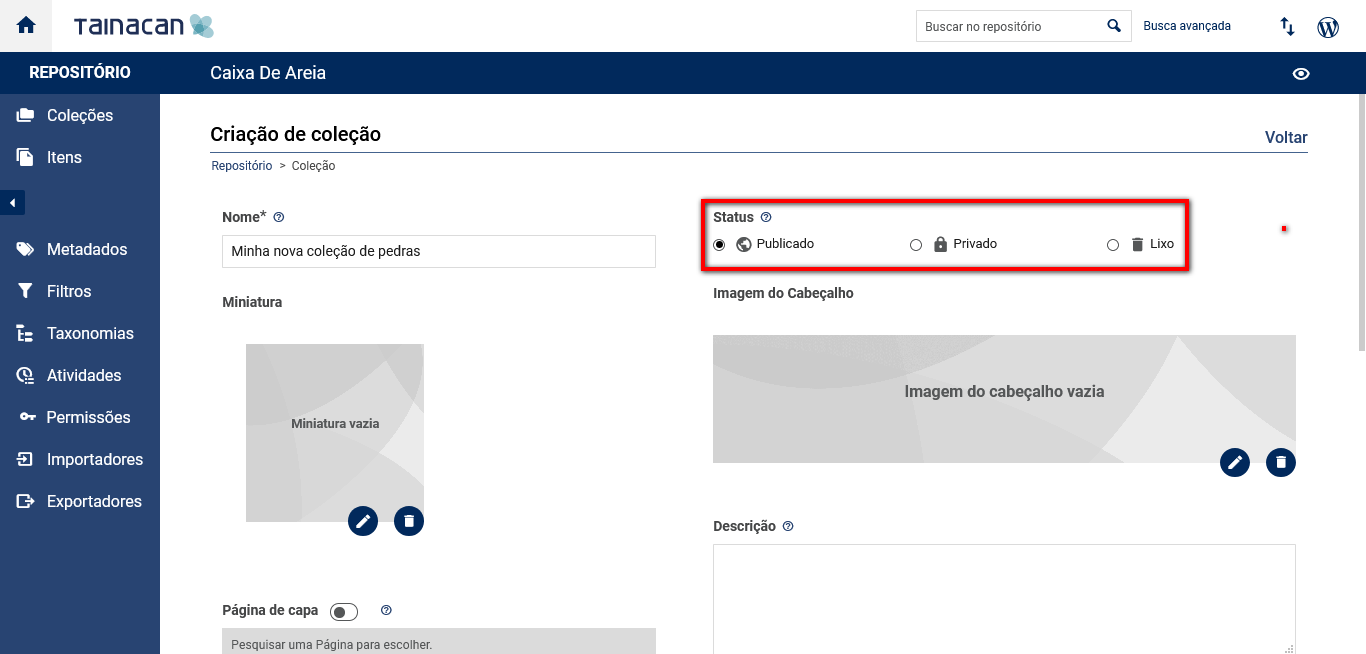 TAINACAN
Buscar no repositório
Busca avançada
REPOSITÓRIO
Caixa De Areia
Coleções
Itens
Metadados
Filtros
Taxonomias
Atividades
Permissões
Importadores
Exportadores
Criação de coleção
Voltar
Repositório > Coleção
Nome*
Minha nova coleção de pedras
Status
Publicado
Privado
Lixo
Miniatura
Miniatura vazia
Imagem do Cabeçalho
Imagem do cabeçalho vazia
Descrição
Página de capa
Pesquisar uma Página para escolher.